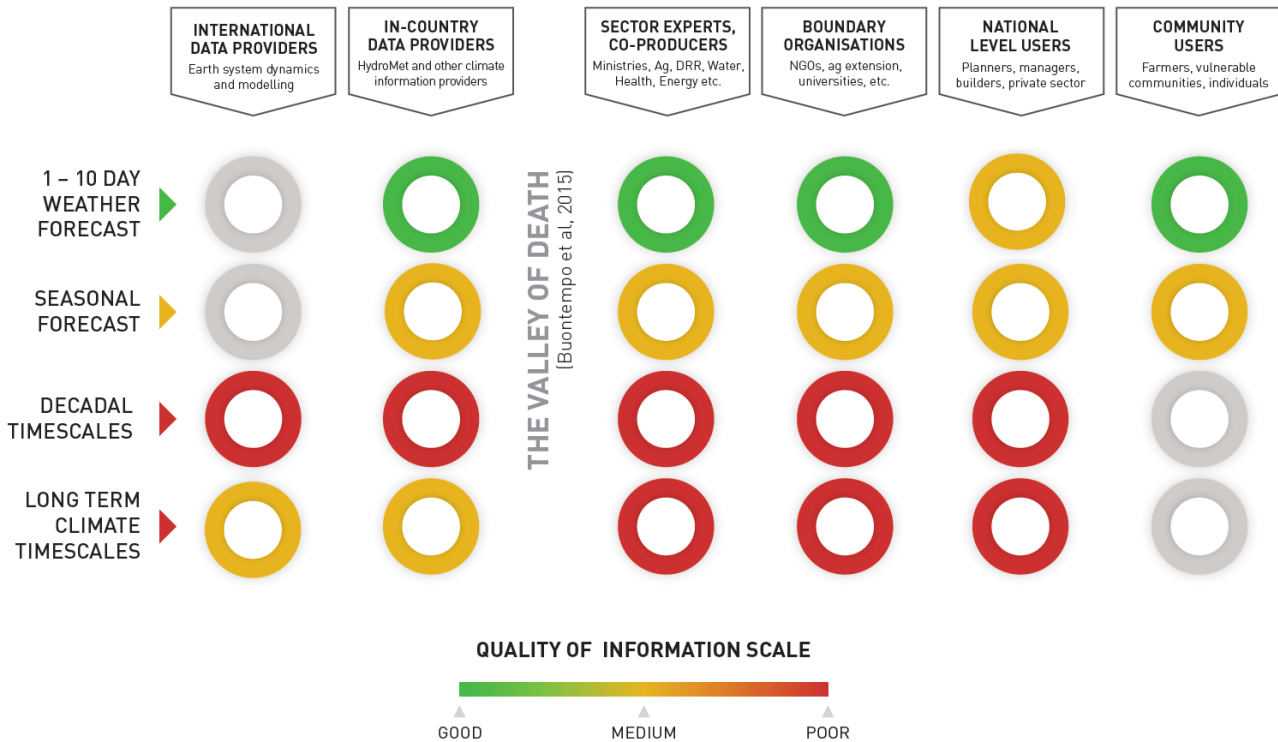 INTERNATIONAL
DATA PROVIDERS
Earth system dynamics
and modelling
IN-COUNTRY
DATA PROVIDERS
HydroMet and other climate
information providers
SECTOR EXPERTS,
CO-PRODUCERS
Ministries, Ag, DRR, Water,
Health, Energy etc.
BOUNDARY
ORGANISATIONS
NGOs, ag extension,
universities, etc.
NATIONAL
LEVEL USERS
Planners, managers,
builders, private sector
COMMUNITY
USERS
Farmers, vulnerable
communities, individuals
1 – 10 DAY
WEATHER
FORECAST
SEASONAL
FORECAST
DECADAL
TIMESCALES
LONG TERM
CLIMATE
TIMESCALES
THE VALLEY OF DEATH
(Buontempo et al, 2015)
QUALITY OF INFORMATION SCALE
GOOD
MEDIUM
POOR